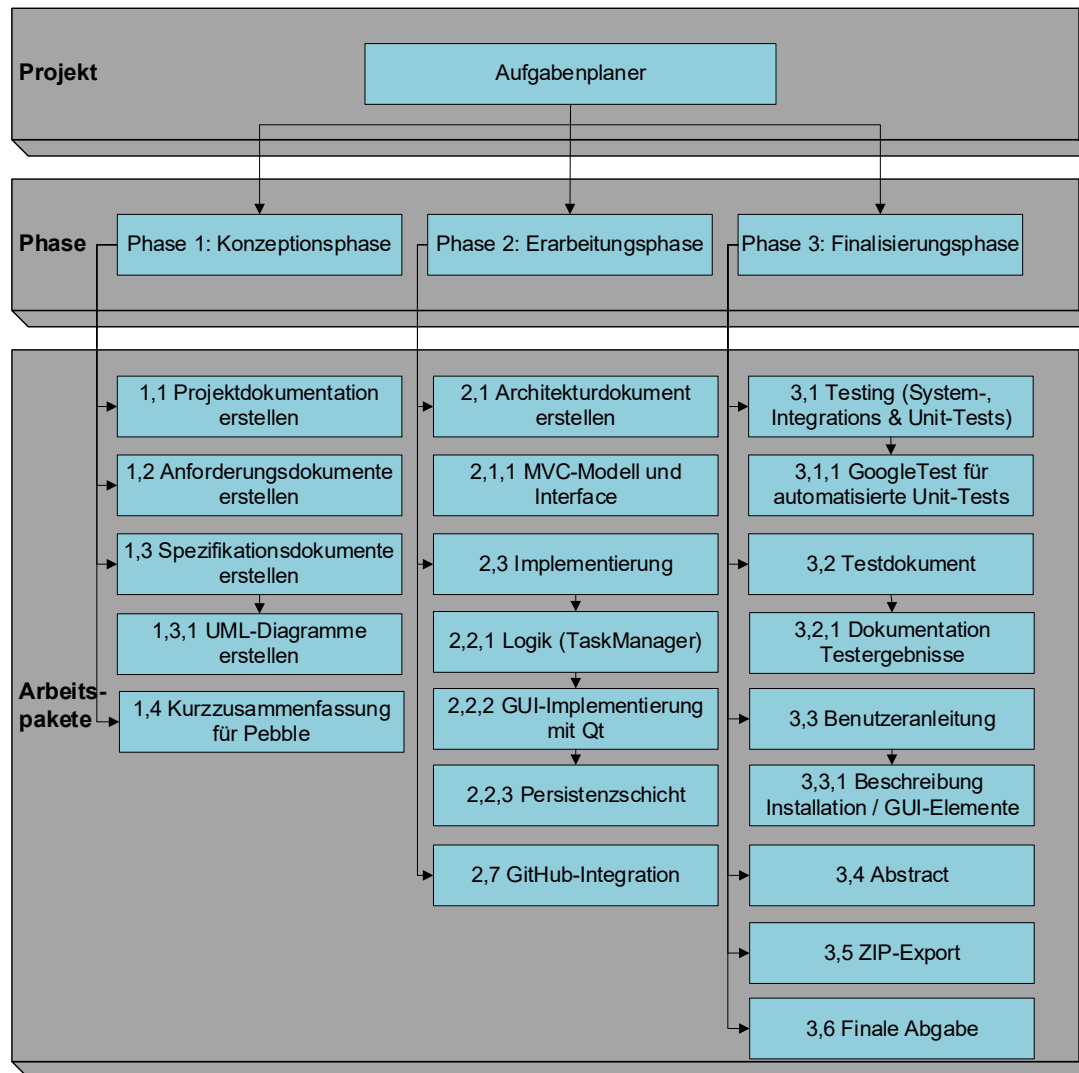 Projekt
Aufgabenplaner
Phase
Phase 1: Konzeptionsphase
Phase 2: Erarbeitungsphase
Phase 3: Finalisierungsphase
Arbeits-
pakete
1,1 Projektdokumentation
erstellen
1,2 Anforderungsdokumente
erstellen
1,3 Spezifikationsdokumente
erstellen
1,3,1 UML-Diagramme
erstellen
1,4 Kurzzusammenfassung
für Pebble
2,1 Architekturdokument
erstellen
2,1,1 MVC-Modell und
Interface
2,3 Implementierung
2,2,1 Logik (TaskManager)
2,2,2 GUI-Implementierung
mit Qt
2,2,3 Persistenzschicht
2,7 GitHub-Integration
3,1 Testing (System-,
Integrations & Unit-Tests)
3,1,1 GoogleTest für
automatisierte Unit-Tests
3,2 Testdokument
3,2,1 Dokumentation
Testergebnisse
3,3 Benutzeranleitung
3,3,1 Beschreibung
Installation / GUI-Elemente
3,4 Abstract
3,5 ZIP-Export
3,6 Finale Abgabe